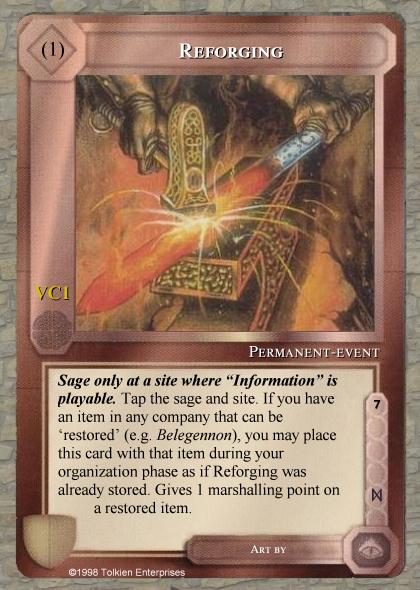 (1)
REFORGING
VC1
PERMANENT-EVENT
Sage only at a site where “Information” is
playable. Tap the sage and site. If you have
an item in any company that can be
‘restored’ (e.g. Belegennon), you may place
this card with that item during your
organization phase as if Reforging was
already stored. Gives 1 marshalling point on
a restored item.
7
ART BY
©1998 Tolkien Enterprises